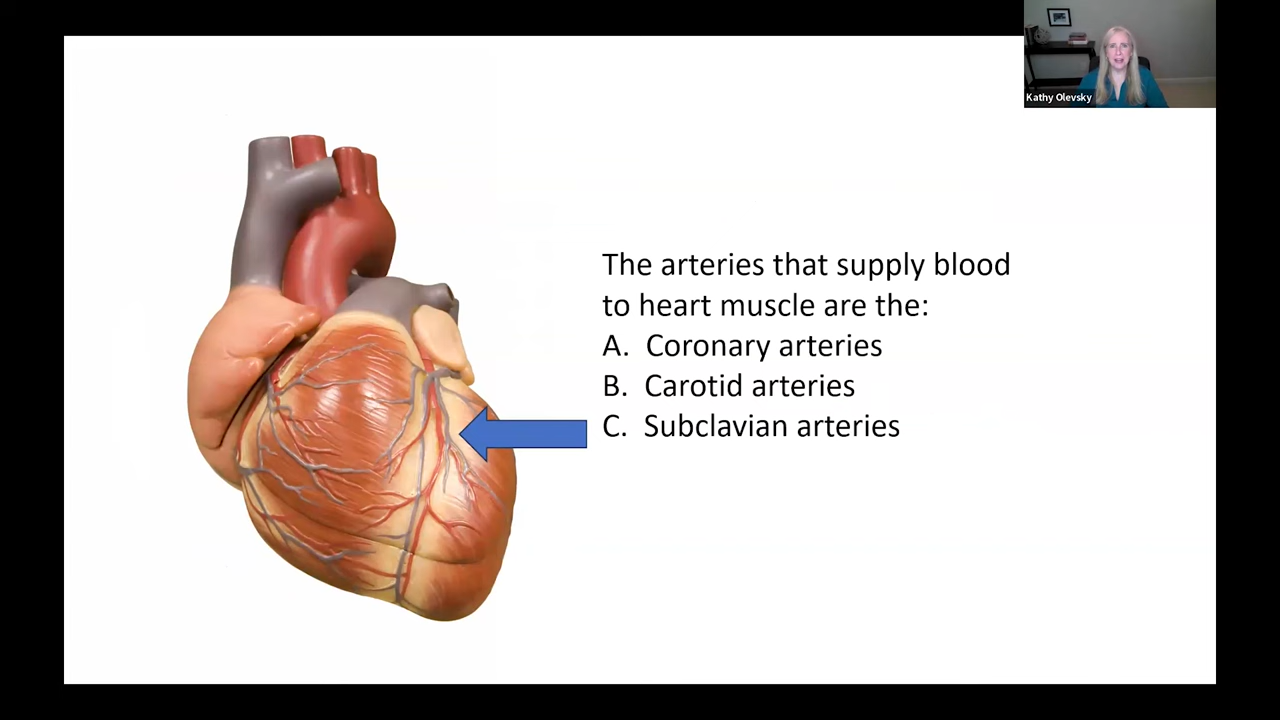 Kathy Olevsky
The arteries that supply blood
to heart muscle are the:
A. Coronary arteries
B. Carotid arteries
C. Subclavian arteries